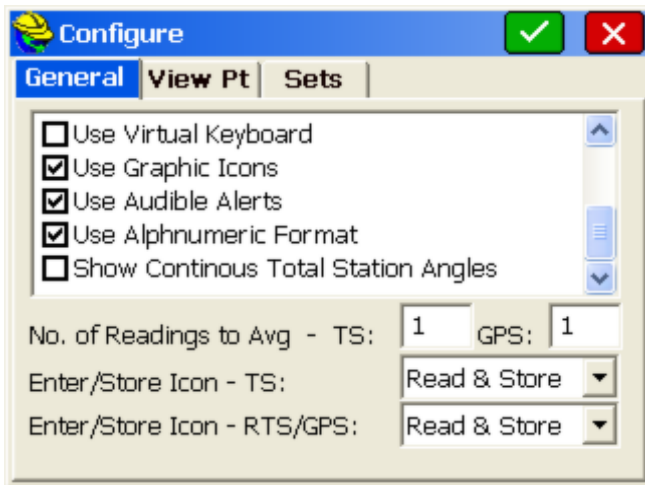 Configure
General View Pt Sets
Use Virtual Keyboard
Use Graphic Icons
Use Audible Alerts
Use Alphnumeric Format
Show Continous Total Station Angles
No. of Readings to Avg - TS: 1 GPS: 1
Enter/Store Icon - TS: Read & Store
Enter/Store Icon - RTS/GPS: Read & Store